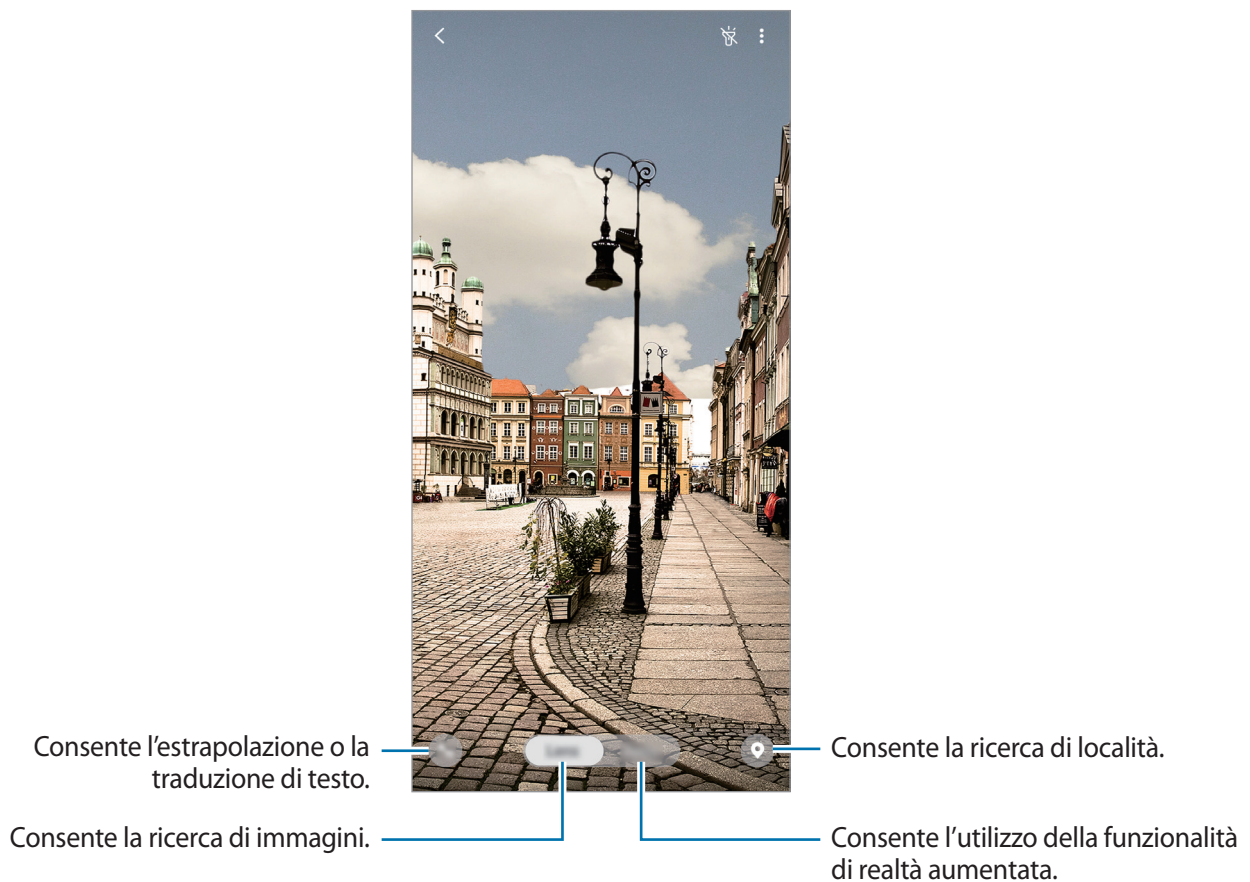 Consente l’estrapolazione o la
traduzione di testo.
Consente la ricerca di località.
Consente la ricerca di immagini.
Consente l’utilizzo della funzionalità
di realtà aumentata.